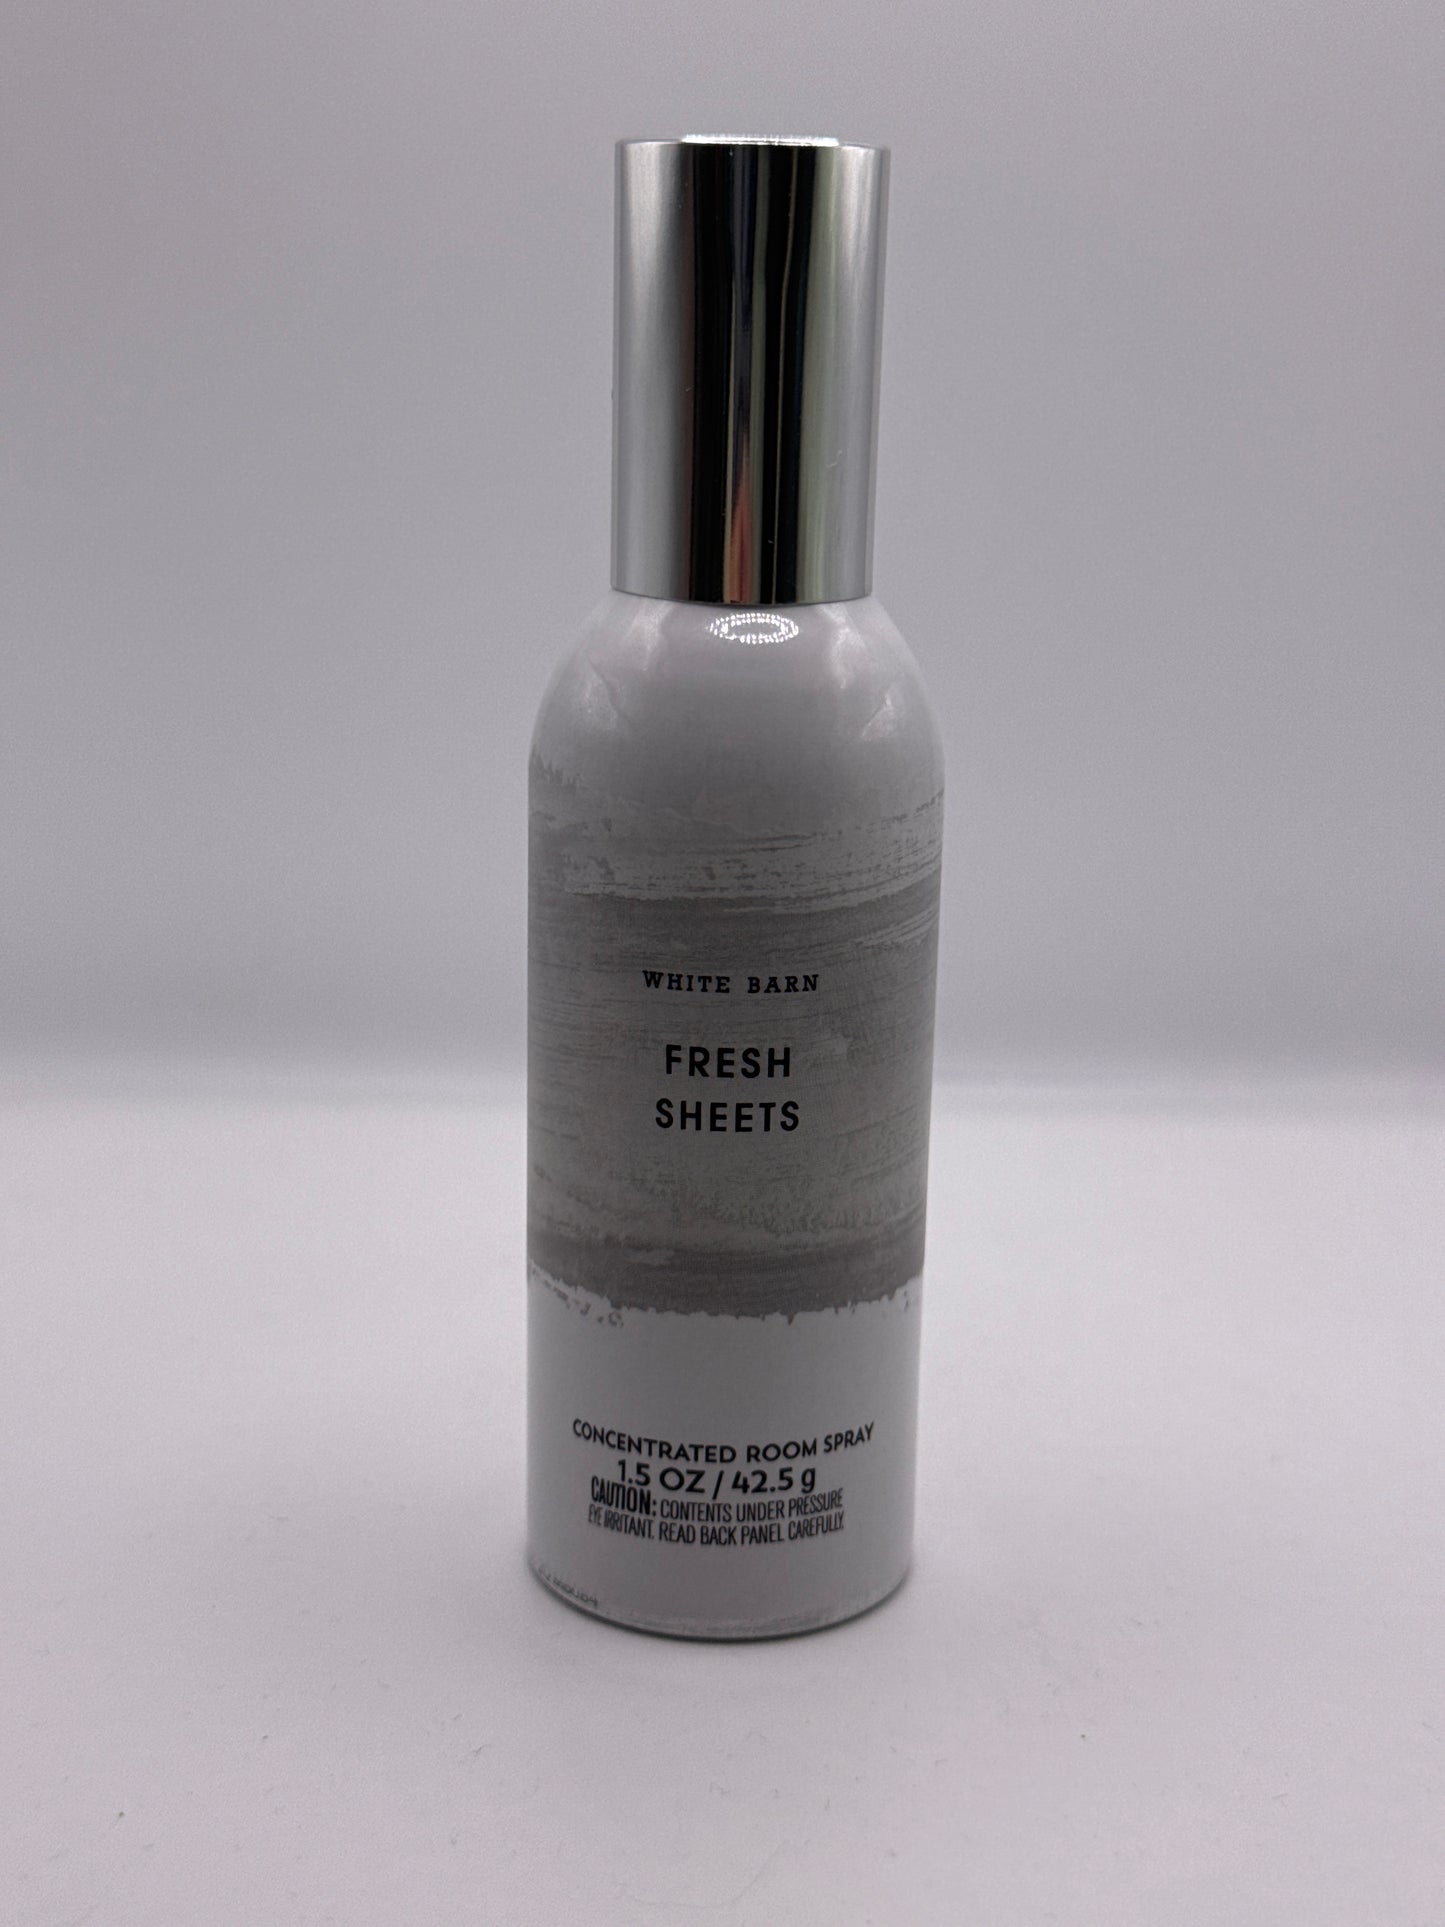 WHITE BARN
FRESH
SHEETS
CONCENTRATED ROOM SPRAY
1.5 OZ / 42.5 g
CAUTION: CONTENTS UNDER PRESSURE
EYE IRRITANT. READ BACK PANEL CAREFULLY.